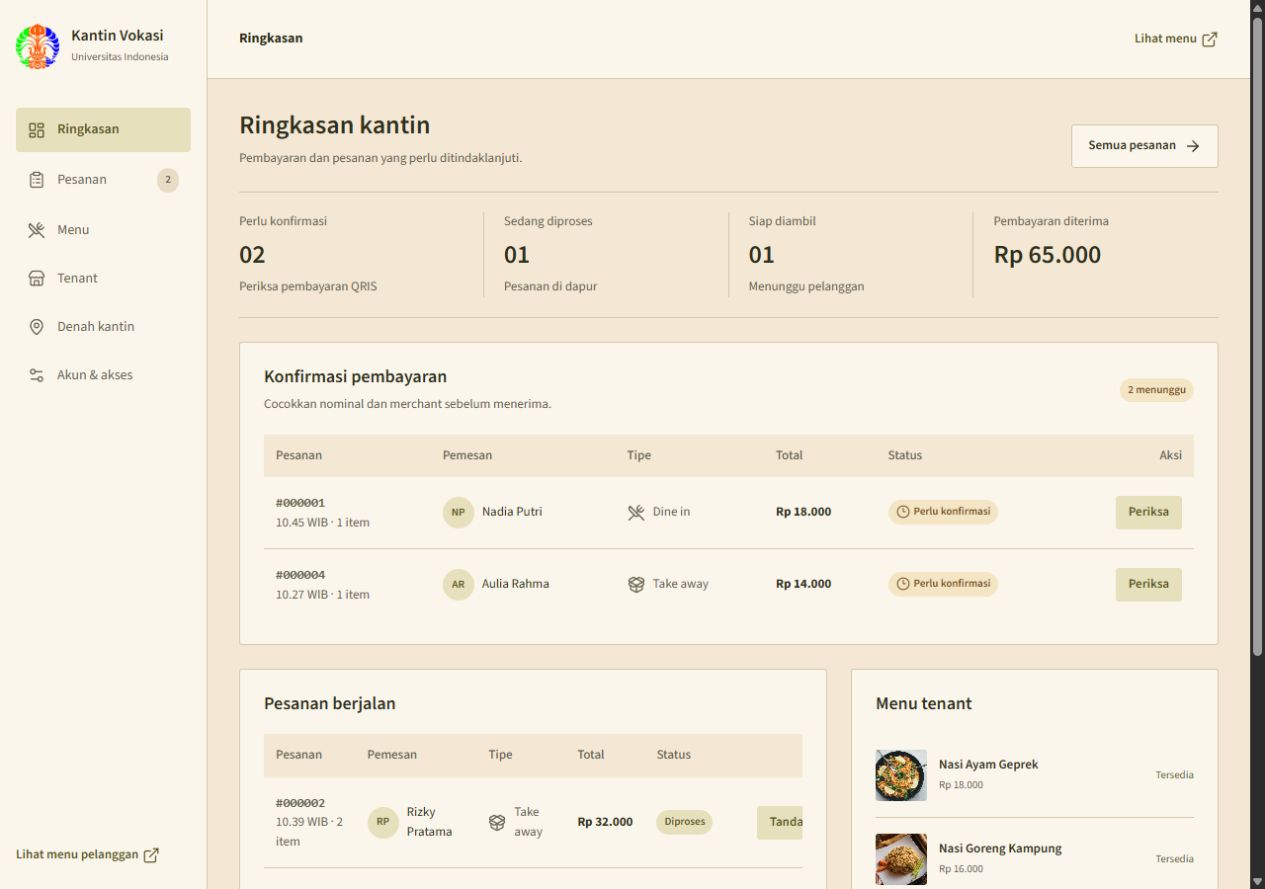 Kantin Vokasi
Universitas Indonesia
Ringkasan
Pesanan
2
Menu
Tenant
Denah kantin
Akun & akses
Lihat menu pelanggan
Ringkasan
Lihat menu
Ringkasan kantin
Pembayaran dan pesanan yang perlu ditindaklanjuti.
Semua pesanan
Perlu konfirmasi
02
Periksa pembayaran QRIS
Sedang diproses
01
Pesanan di dapur
Siap diambil
01
Menunggu pelanggan
Pembayaran diterima
Rp 65.000
Konfirmasi pembayaran
Cocokkan nominal dan merchant sebelum menerima.
2 menunggu
Pesanan Pemesan Tipe Total Status Aksi
#000001
10.45 WIB · 1 item
NP Nadia Putri
Dine in
Rp 18.000
Perlu konfirmasi
Periksa
#000004
10.27 WIB · 1 item
AR Aulia Rahma
Take away
Rp 14.000
Perlu konfirmasi
Periksa
Pesanan berjalan
Pesanan Pemesan Tipe Total Status
#000002
10.39 WIB · 2
item
RP
Rizky
Pratama
Take
away
Rp 32.000
Diproses
Tanda
Menu tenant
Nasi Ayam Geprek
Rp 18.000
Tersedia
Nasi Goreng Kampung
Rp 16.000
Tersedia